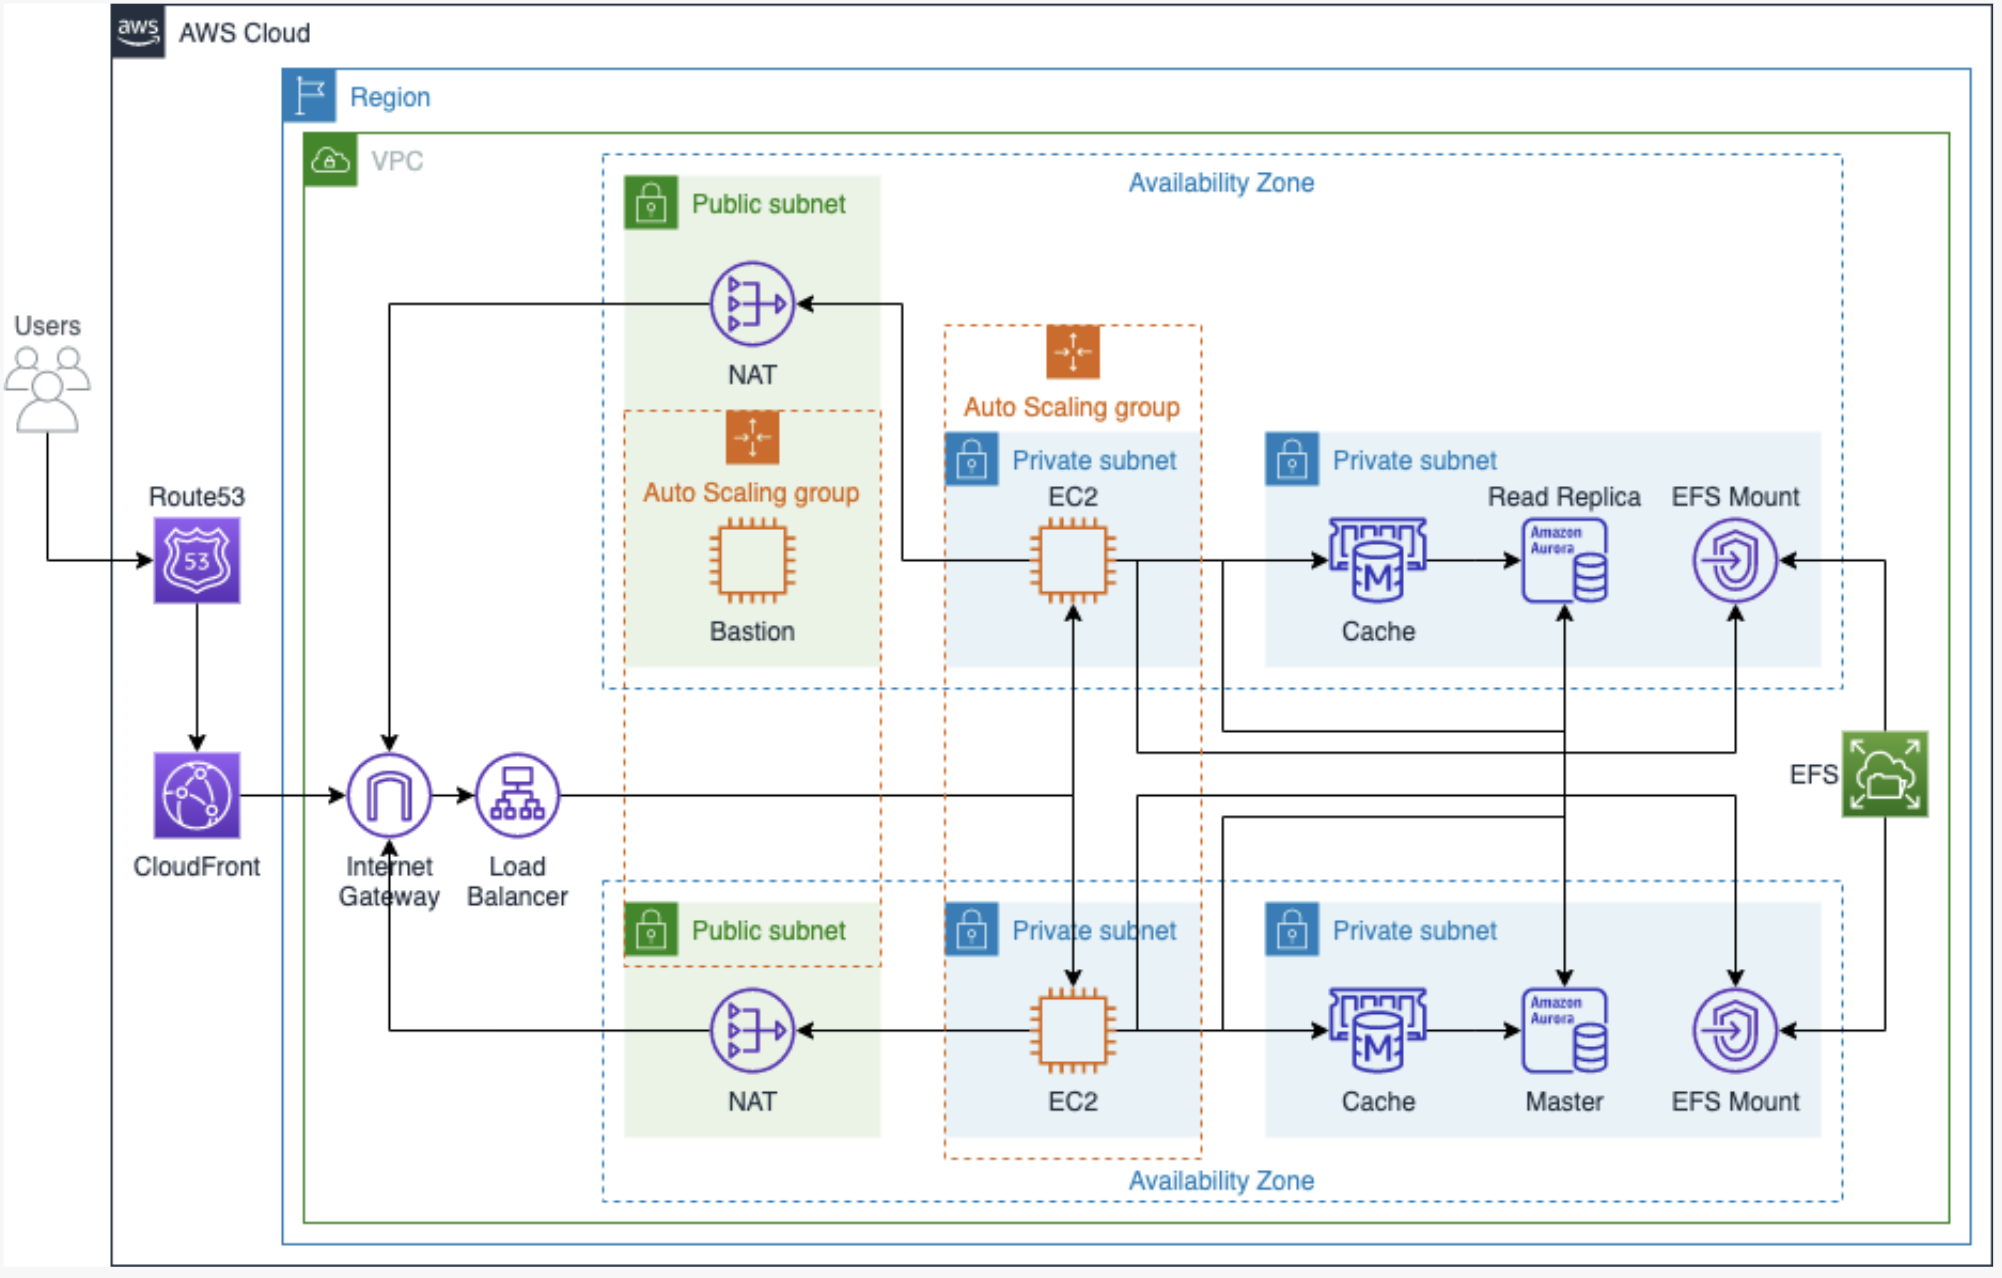 aws
AWS Cloud
Region
VPC
Availability Zone
Public subnet
NAT
Users
Auto Scaling group
Auto Scaling group
Private subnet
Private subnet
Route53
53
EC2
Read Replica
EFS Mount
Amazon
Aurora
M
Bastion
Cache
EFS
CloudFront
Internet
Gateway
Load
Balancer
Public subnet
Private subnet
Private subnet
Amazon
Aurora
M
NAT
EC2
Cache
Master
EFS Mount
Availability Zone